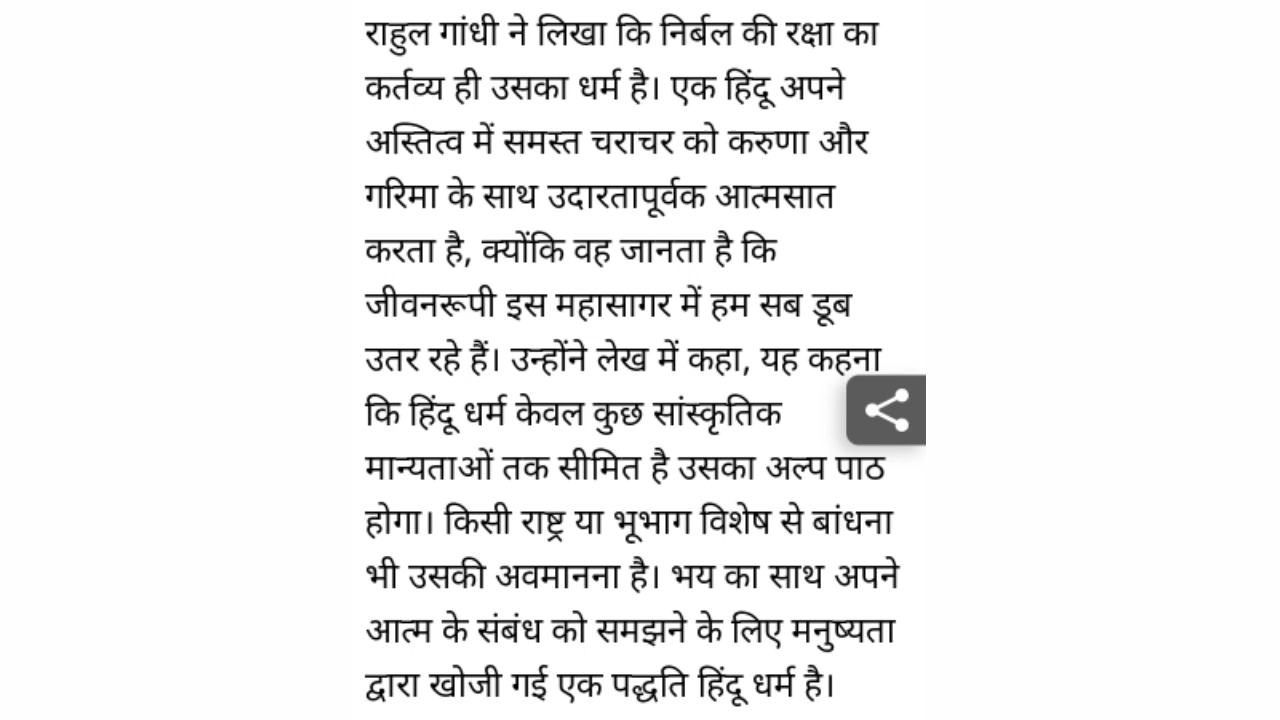 राहुल गांधी ने लिखा कि निर्बल की रक्षा का
कर्तव्य ही उसका धर्म है। एक हिंदू अपने
अस्तित्व में समस्त चराचर को करुणा और
गरिमा के साथ उदारतापूर्वक आत्मसात
करता है, क्योंकि वह जानता है कि
जीवनरूपी इस महासागर में हम सब डूब
उतर रहे हैं। उन्होंने लेख में कहा, यह कहना
कि हिंदू धर्म केवल कुछ सांस्कृतिक
मान्यताओं तक सीमित है उसका अल्प पाठ
होगा। किसी राष्ट्र या भूभाग विशेष से बांधना
भी उसकी अवमानना है। भय का साथ अपने
आत्म के संबंध को समझने के लिए मनुष्यता
द्वारा खोजी गई एक पद्धति हिंदू धर्म है।